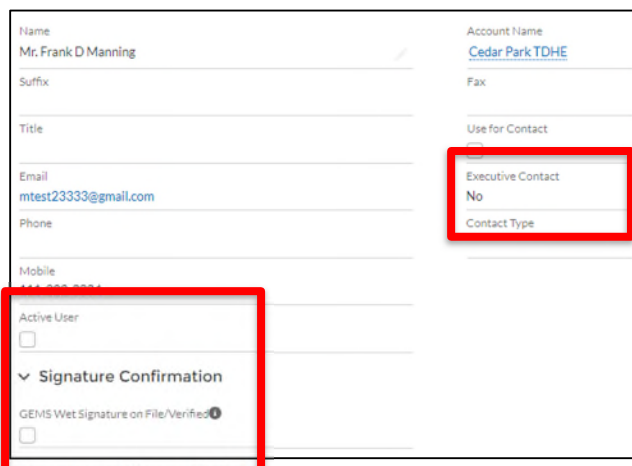 Name
Mr. Frank D Manning
Suffix
Title
Email
mtest23333@gmail.com
Phone
Mobile
Active User
Signature Confirmation
GEMS Wet Signature on File/Verified
Account Name
Cedar Park TDHE
Fax
Use for Contact
Executive Contact
No
Contact Type